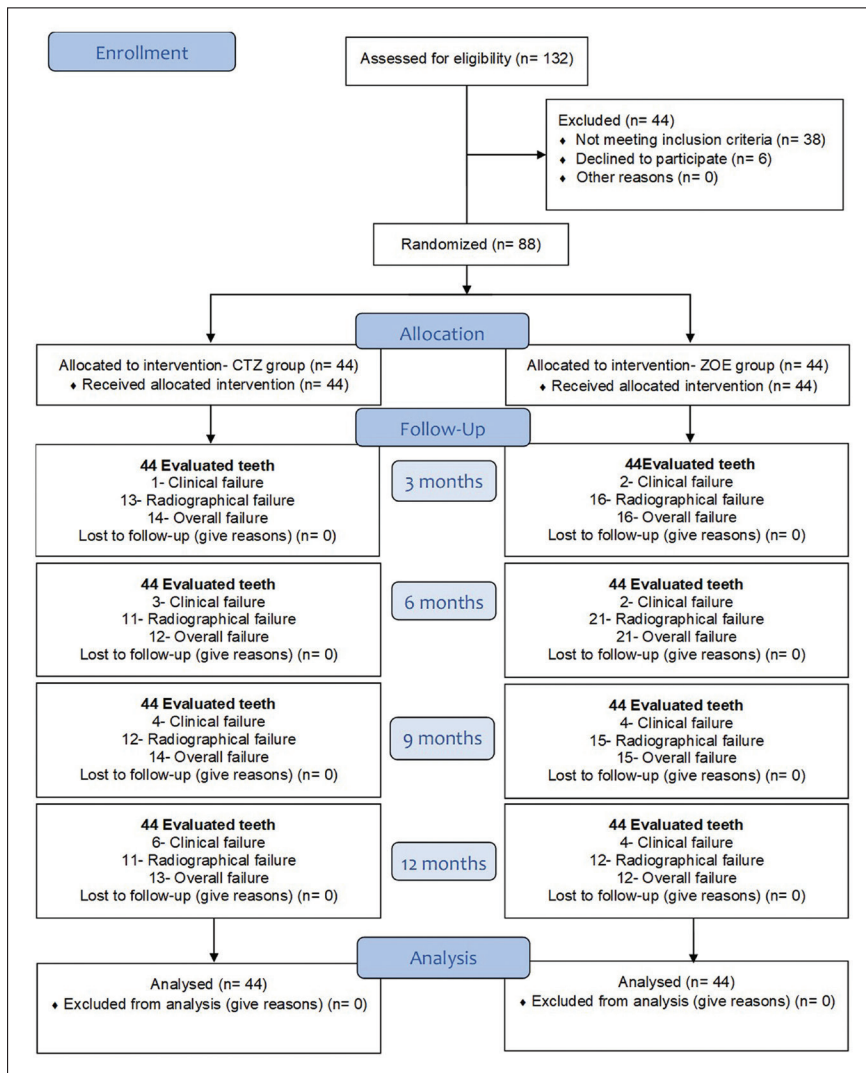 Enrollment
Assessed for eligibility (n= 132)
Excluded (n= 44)
♦ Not meeting inclusion criteria (n= 38)
♦ Declined to participate (n= 6)
♦ Other reasons (n= 0)
Randomized (n= 88)
Allocation
Allocated to intervention- CTZ group (n= 44)
♦ Received allocated intervention (n= 44)
Allocated to intervention- ZOE group (n= 44)
♦ Received allocated intervention (n= 44)
Follow-Up
44 Evaluated teeth
1- Clinical failure
13- Radiographical failure
14- Overall failure
Lost to follow-up (give reasons) (n= 0)
3 months
44Evaluated teeth
2- Clinical failure
16- Radiographical failure
16- Overall failure
Lost to follow-up (give reasons) (n= 0)
44 Evaluated teeth
3- Clinical failure
11- Radiographical failure
12- Overall failure
Lost to follow-up (give reasons) (n= 0)
6 months
44 Evaluated teeth
2- Clinical failure
21- Radiographical failure
21- Overall failure
Lost to follow-up (give reasons) (n= 0)
44 Evaluated teeth
4- Clinical failure
12- Radiographical failure
14- Overall failure
Lost to follow-up (give reasons) (n= 0)
9 months
44 Evaluated teeth
4- Clinical failure
15- Radiographical failure
15- Overall failure
Lost to follow-up (give reasons) (n= 0)
44 Evaluated teeth
6- Clinical failure
11- Radiographical failure
13- Overall failure
Lost to follow-up (give reasons) (n= 0)
12 months
44 Evaluated teeth
4- Clinical failure
12- Radiographical failure
12- Overall failure
Lost to follow-up (give reasons) (n= 0)
Analysis
Analysed (n= 44)
♦ Excluded from analysis (give reasons) (n= 0)
Analysed (n= 44)
♦ Excluded from analysis (give reasons) (n= 0)